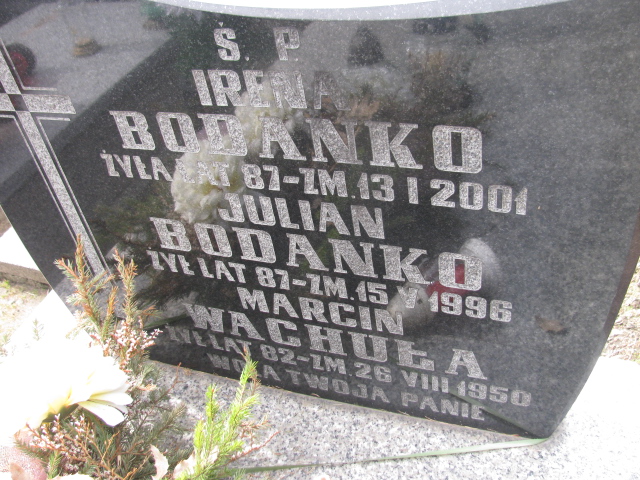 Ś. P.
IRENA
BODANKO
ŻYŁA LAT 87-ZM. 13 I 2001
JULIAN
BODANKO
ŻYŁ LAT 87-ZM. 15 V 1996
MARCIN
WACHUŁA
ŻYŁ LAT 82-ZM 26 VIII 1950
WOLA TWOJA PANIE